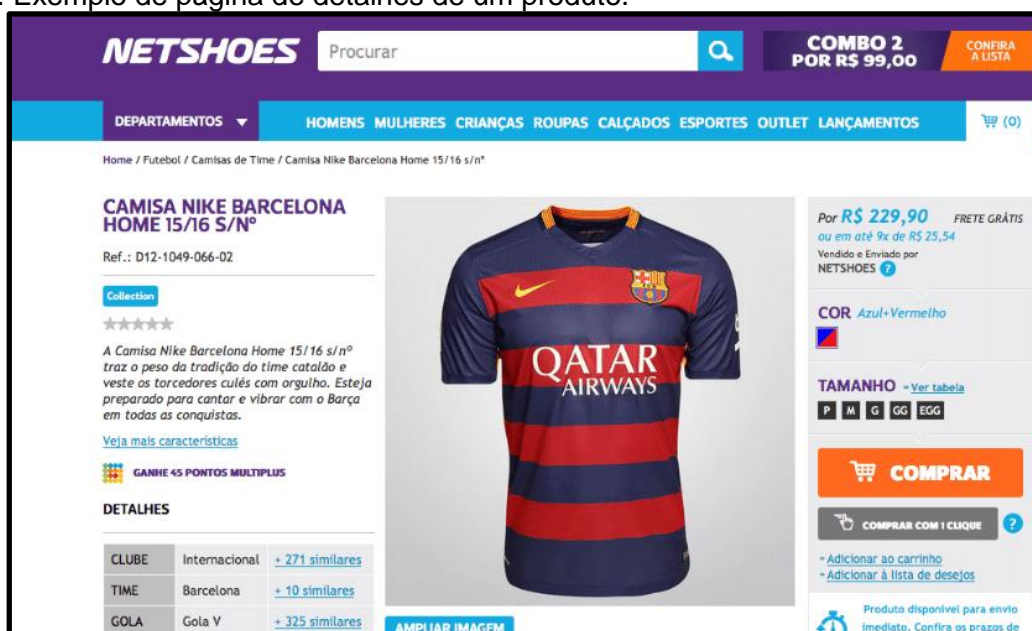 . Exemplo de página de detalhes de um produto.
NETSHOES
Procurar
COMBO 2
POR R$ 99,00
CONFIRA
A LISTA
DEPARTAMENTOS
HOMENS MULHERES CRIANÇAS ROUPAS CALÇADOS ESPORTES OUTLET LANÇAMENTOS
(0)
Home / Futebol / Camisas de Time / Camisa Nike Barcelona Home 15/16 s/nº
CAMISA NIKE BARCELONA
HOME 15/16 S/Nº
Ref.: D12-1049-066-02
Collection
A Camisa Nike Barcelona Home 15/16 s/nº
traz o peso da tradição do time catalão e
veste os torcedores culés com orgulho. Esteja
preparado para cantar e vibrar com o Barça
em todas as conquistas.
Veja mais características
GANHE 45 PONTOS MULTIPLUS
DETALHES
CLUBE Internacional + 271 similares
TIME Barcelona + 10 similares
GOLA Gola V + 325 similares
QATAR
AIRWAYS
AMPLIAR IMAGEM
Por R$ 229,90 FRETE GRÁTIS
ou em até 9x de R$ 25,54
Vendido e Enviado por
NETSHOES ?
COR Azul+Vermelho
TAMANHO » Ver tabela
P M G GG EGG
COMPRAR
COMPRAR COM 1 CLIQUE ?
» Adicionar ao carrinho
» Adicionar à lista de desejos
Produto disponível para envio
imediato. Confira os prazos de